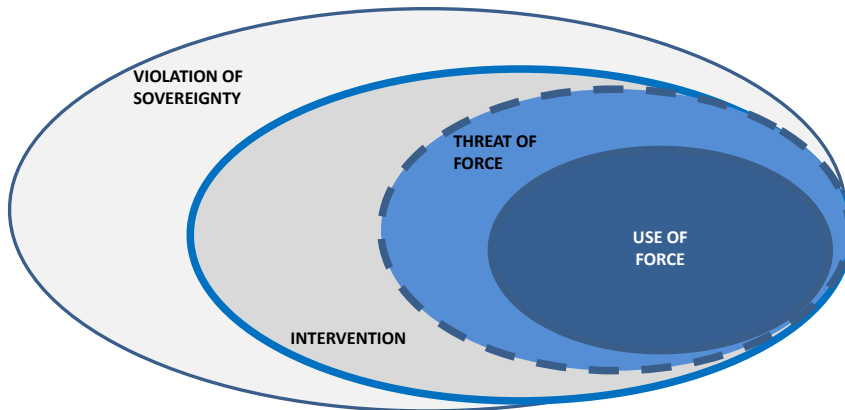 VIOLATION OF
SOVEREIGNTY
THREAT OF
FORCE
USE OF
FORCE
INTERVENTION